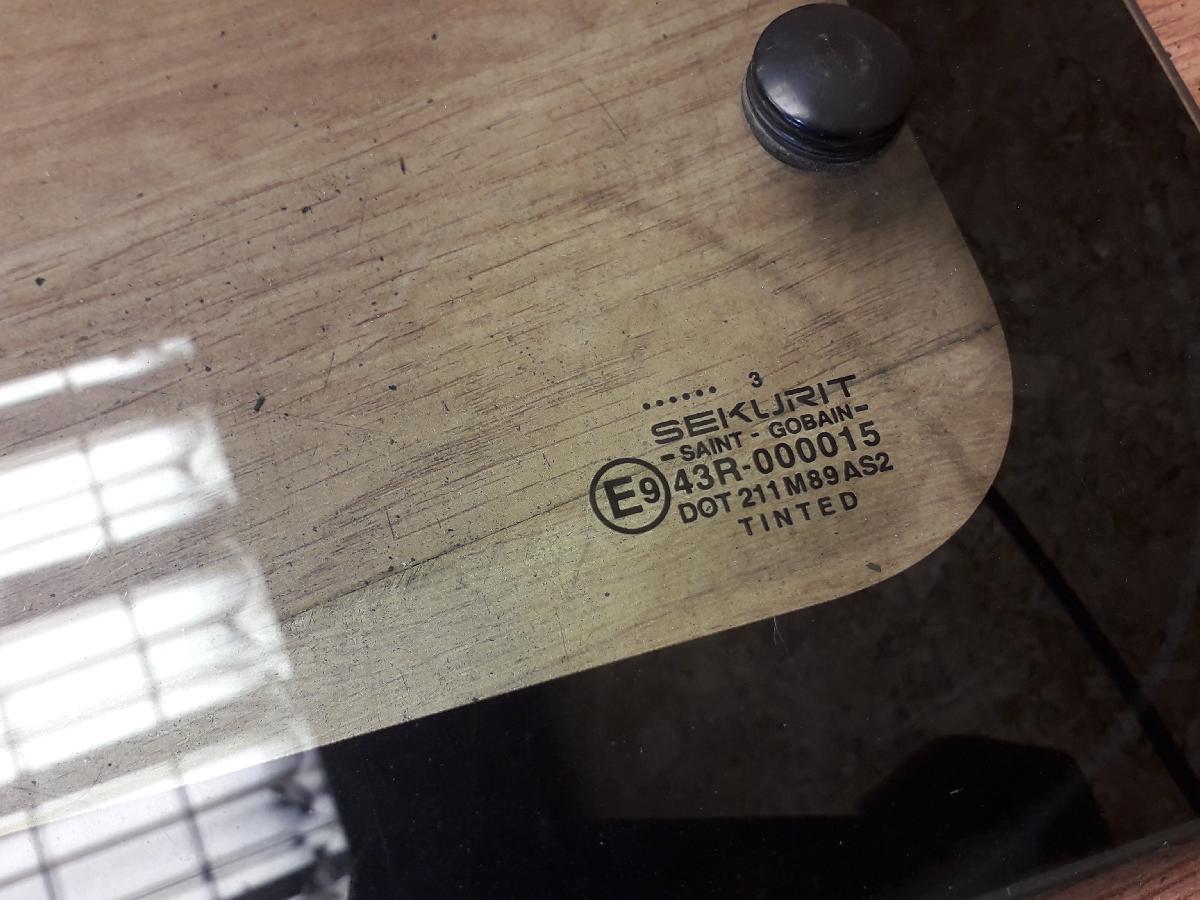 ...... 3
SEKURIT
- SAINT - GOBAIN -
E9 43R-000015
DOT 211 M89 AS2
TINTED